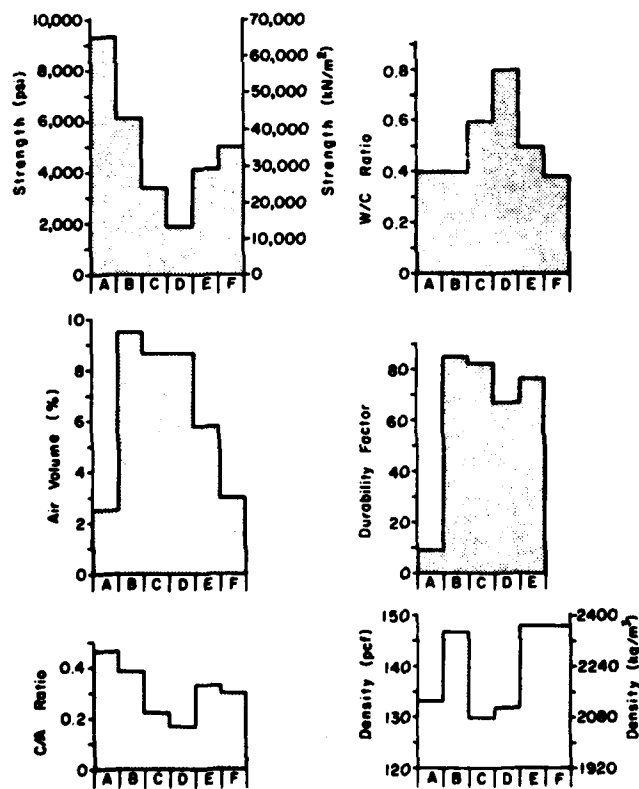 Strength (psi)
10,000
8,000
6,000
4,000
2,000
0
70,000
60,000
50,000
40,000
30,000
20,000
10,000
0
Strength (kN/m²)
A B C D E F
W/C Ratio
0.8
0.6
0.4
0.2
0
A B C D E F
Air Volume (%)
10
8
6
4
2
0
A B C D E F
Durability Factor
80
60
40
20
0
A B C D E
C/A Ratio
0.4
0.2
0
A B C D E F
Density (pcf)
150
140
130
120
2400
2240
2080
1920
Density (kg/m³)
A B C D E F